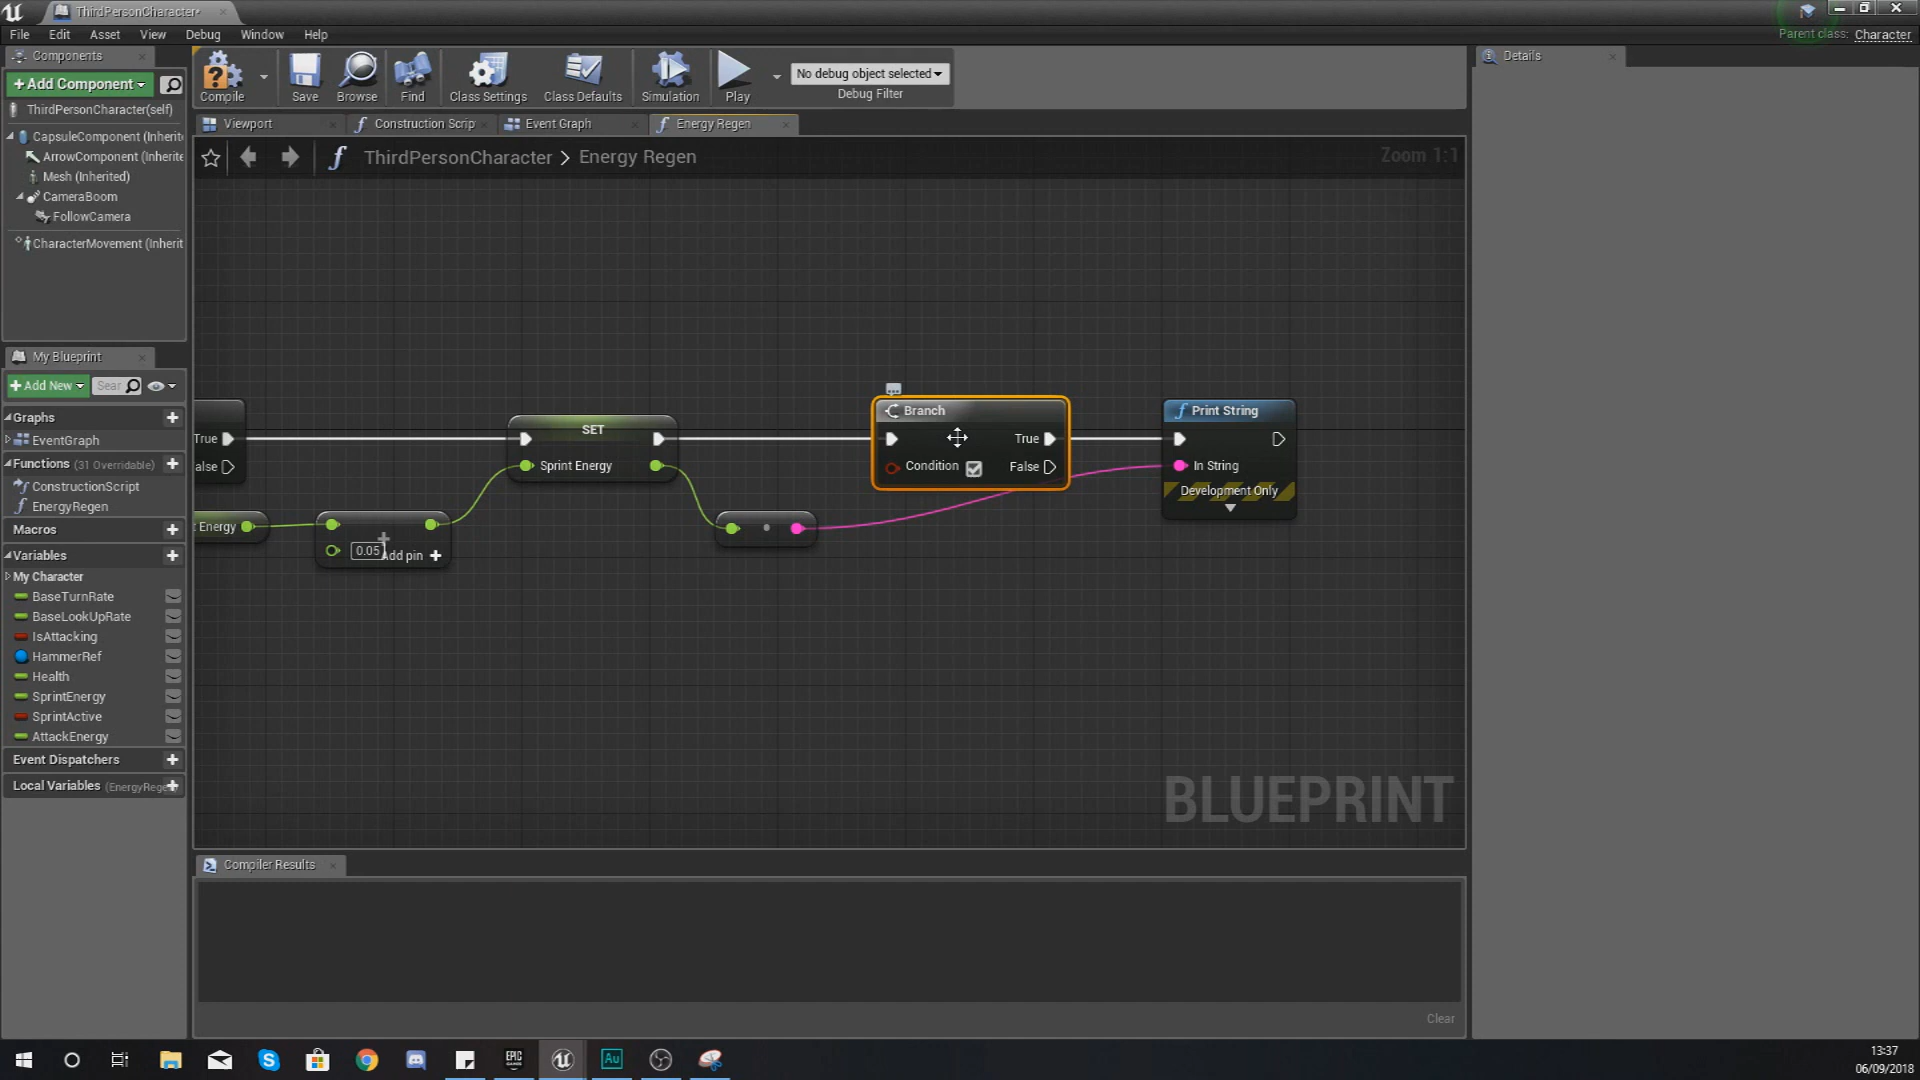 ThirdPersonCharacter*
File Edit Asset View Debug Window Help
Parent class: Character
Components
+Add Component
ThirdPersonCharacter(self)
CapsuleComponent (Inherite
ArrowComponent (Inherite
Mesh (Inherited)
CameraBoom
FollowCamera
CharacterMovement (Inherit
Compile
Save
Browse
Find
Class Settings
Class Defaults
Simulation
Play
No debug object selected
Debug Filter
Details
Viewport
Construction Scrip
Event Graph
Energy Regen
ThirdPersonCharacter > Energy Regen
Zoom 1:1
My Blueprint
+Add New
Sear
Graphs
EventGraph
Functions (31 Overridable)
ConstructionScript
EnergyRegen
Macros
Variables
My Character
BaseTurnRate
BaseLookUpRate
IsAttacking
HammerRef
Health
SprintEnergy
SprintActive
AttackEnergy
Event Dispatchers
Local Variables (EnergyRege
True
alse
t Energy
0.05
Add pin +
SET
Sprint Energy
Branch
True
Condition
False
Print String
In String
Development Only
BLUEPRINT
Compiler Results
Clear
EPIC
GAMES
Au
13:37
06/09/2018